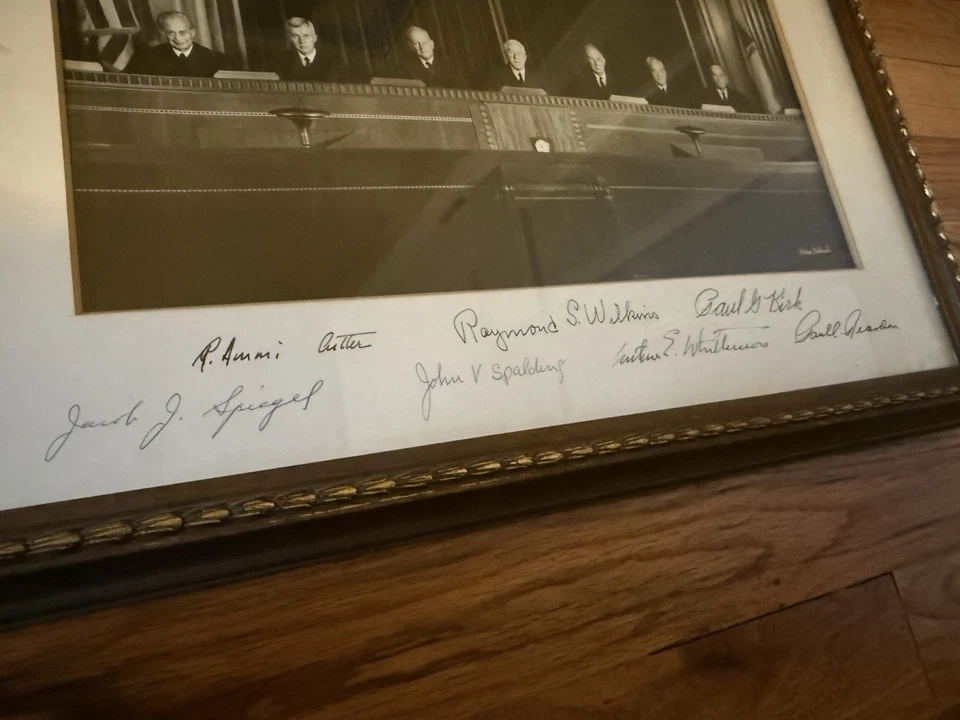 R. Ammi Cutter
Raymond S. Wilkins
Paul G Kirk
Jacob J. Spiegel
John V Spalding
Arthur E. Whittemore
Paul C. Reardon